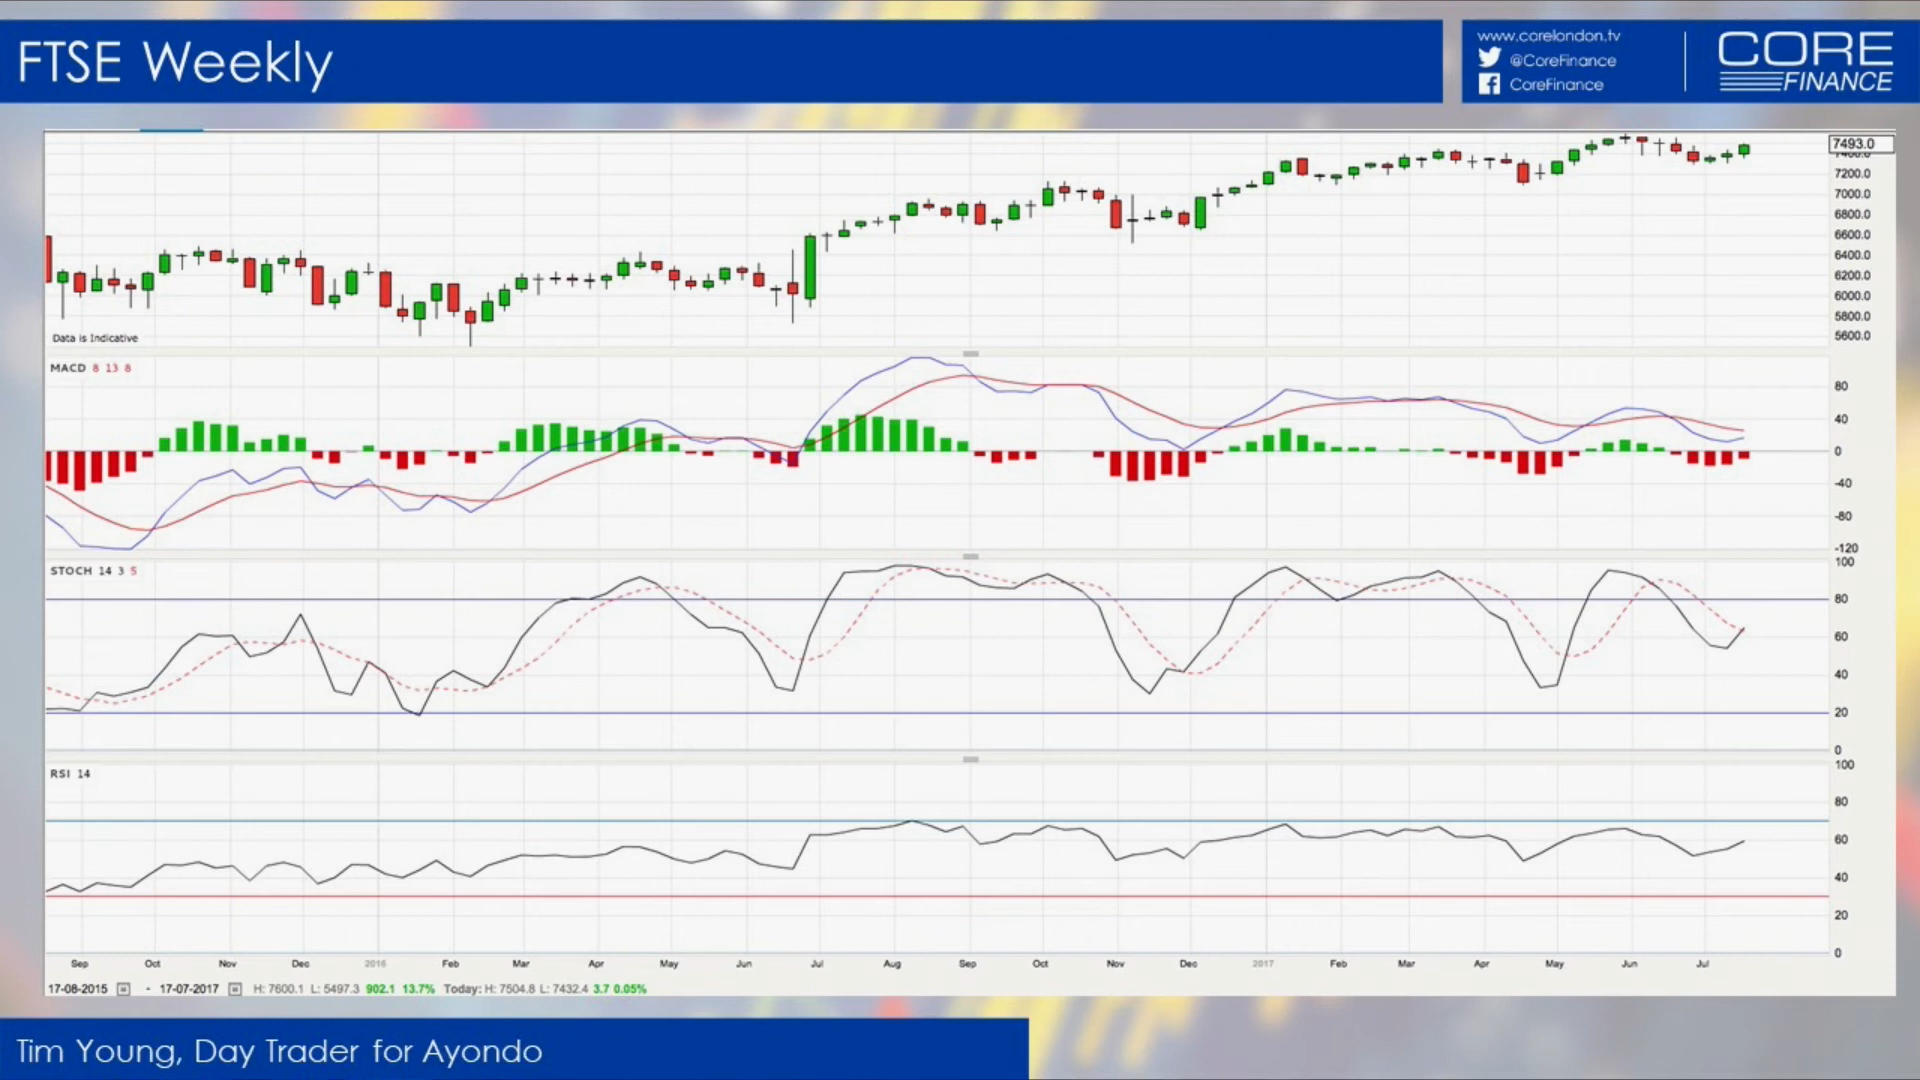 FTSE Weekly
www.corelondon.tv
@CoreFinance
CoreFinance
CORE
FINANCE
7493.0
7200.0
7000.0
6800.0
6600.0
6400.0
6200.0
6000.0
5800.0
5600.0
Data is Indicative
MACD 8 13 8
80
40
0
-40
-80
-120
STOCH 14 3 5
100
80
60
40
20
0
RSI 14
100
80
60
40
20
0
Sep Oct Nov Dec 2016 Feb Mar Apr May Jun Jul Aug Sep Oct Nov Dec 2017 Feb Mar Apr May Jun Jul
17-08-2015 - 17-07-2017 H: 7600.1 L: 5497.3 902.1 13.7% Today: H: 7504.8 L: 7432.4 3.7 0.05%
Tim Young, Day Trader for Ayondo